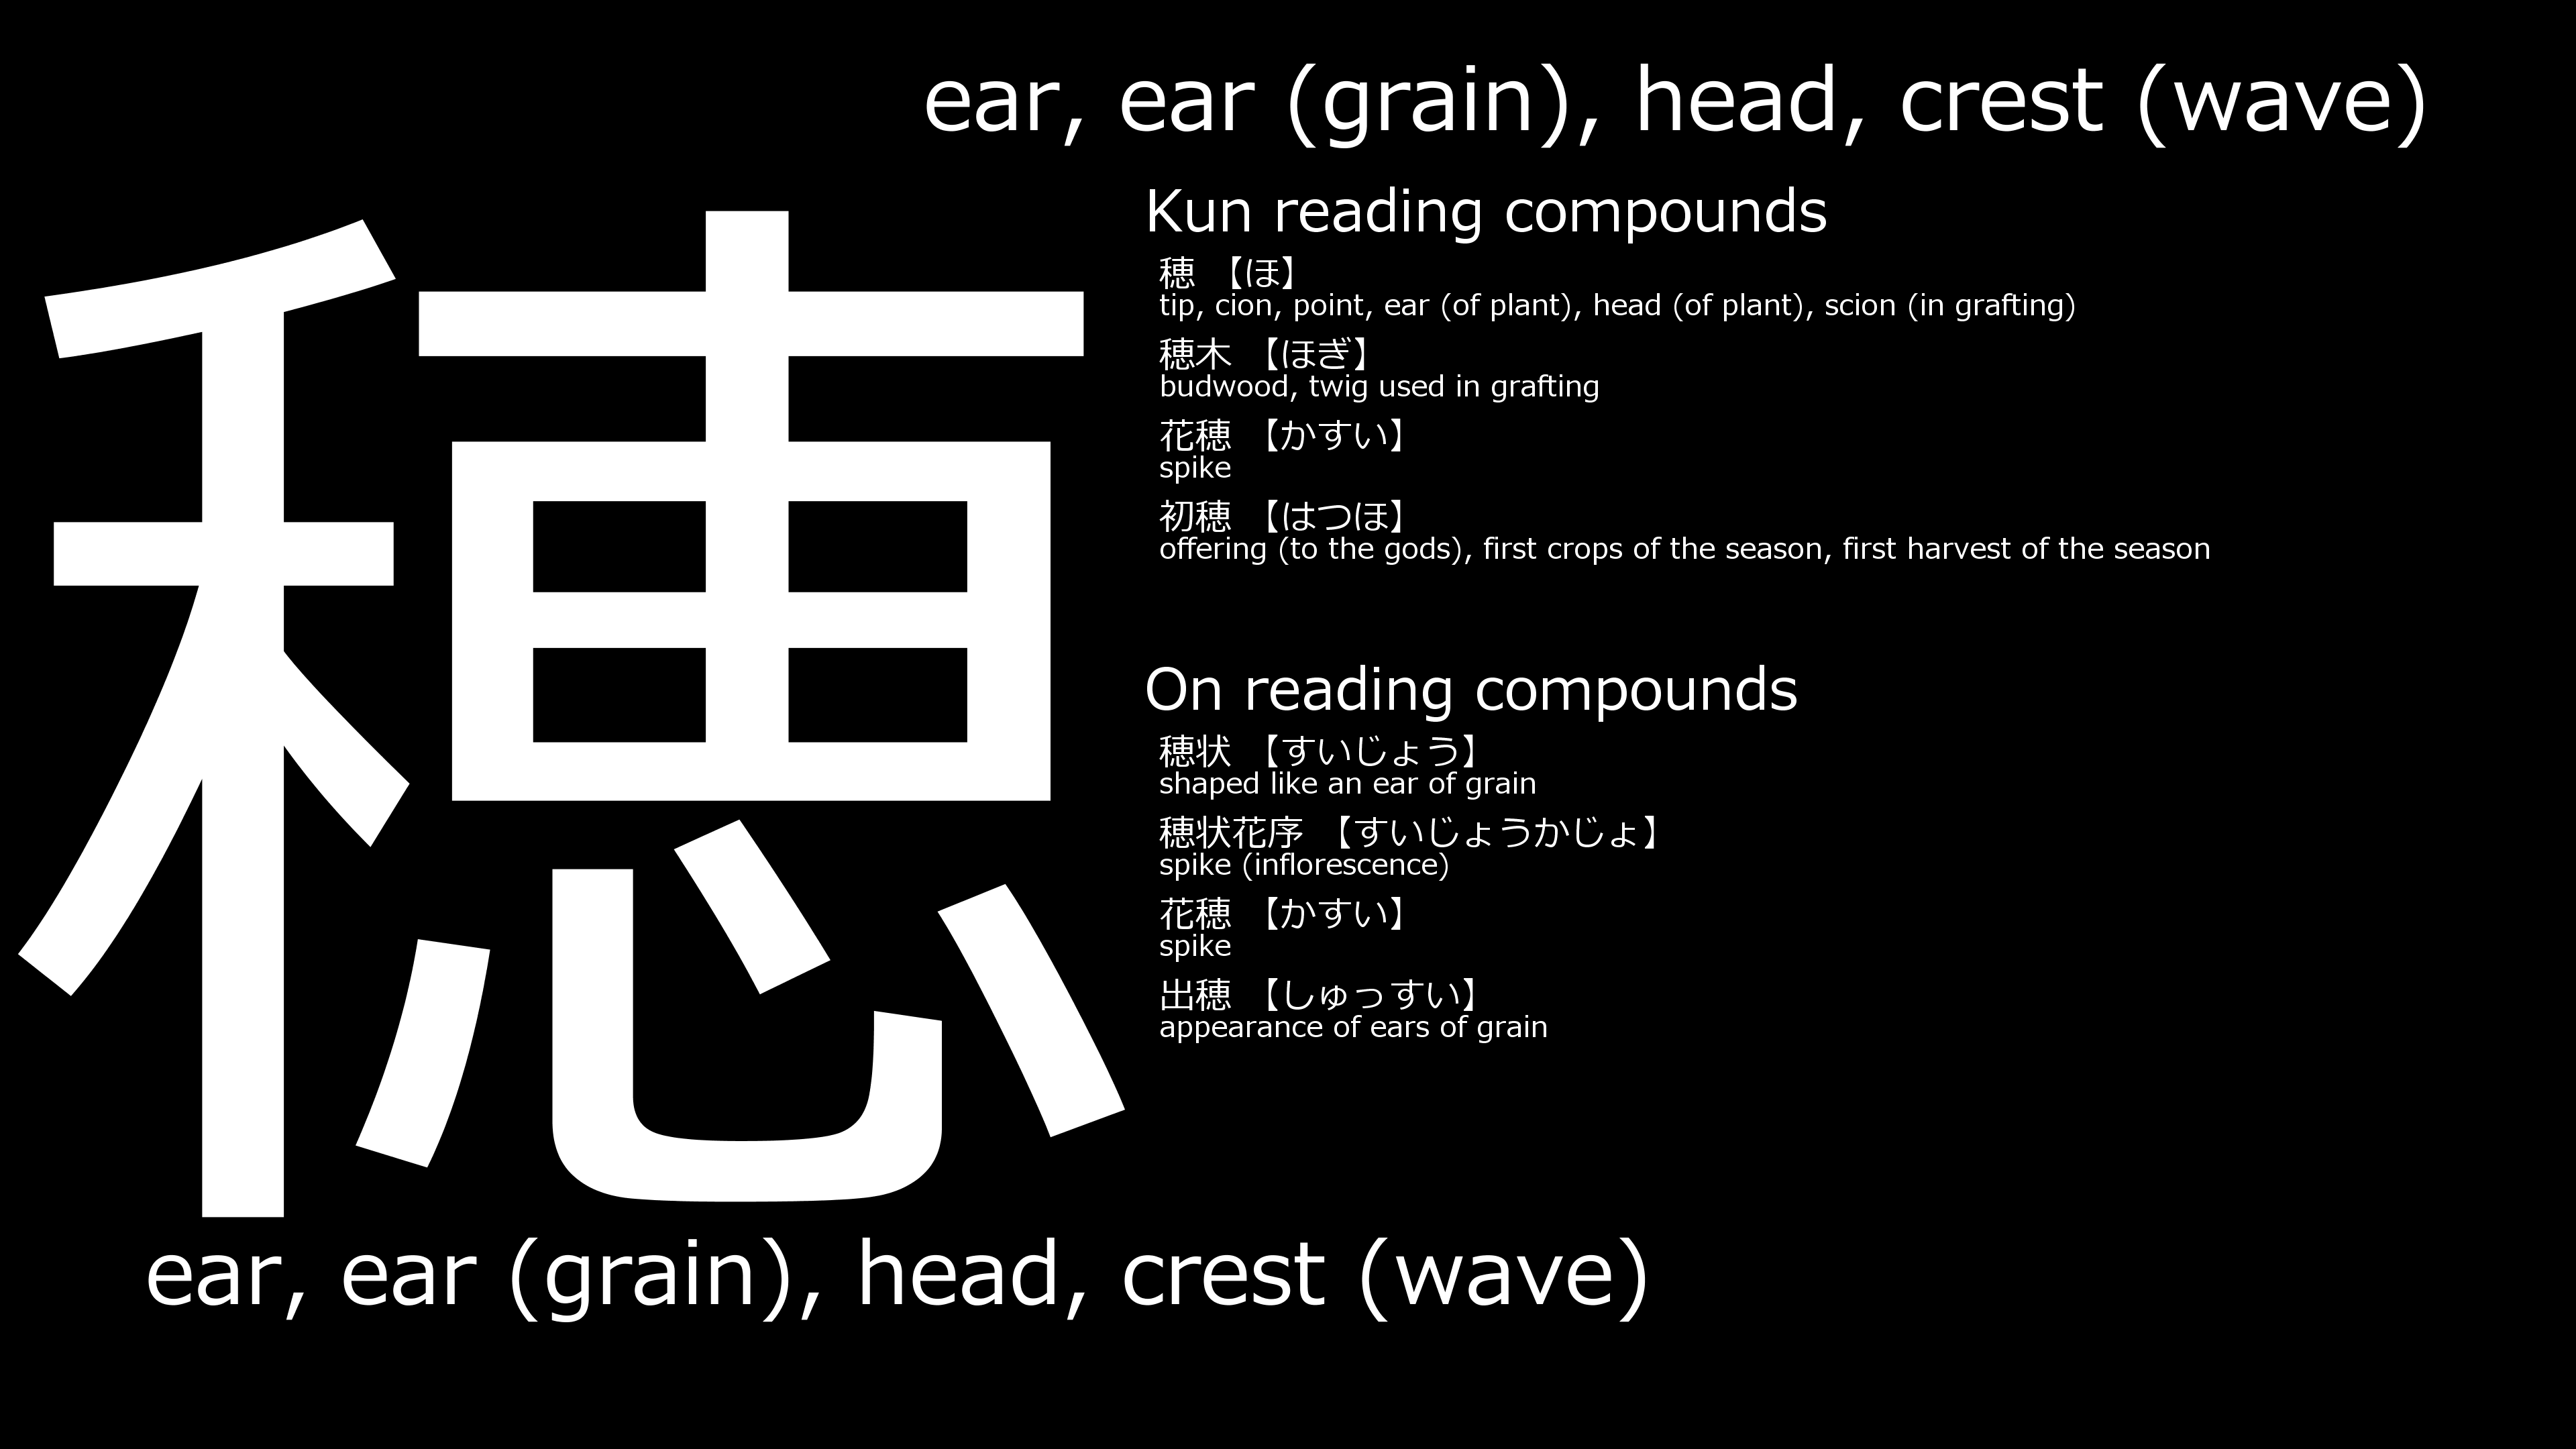 ear, ear (grain), head, crest (wave)
穂
Kun reading compounds
穂 【ほ】
tip, cion, point, ear (of plant), head (of plant), scion (in grafting)
穂木 【ほぎ】
budwood, twig used in grafting
花穂 【かすい】
spike
初穂 【はつほ】
offering (to the gods), first crops of the season, first harvest of the season
On reading compounds
穂状 【すいじょう】
shaped like an ear of grain
穂状花序 【すいじょうかじょ】
spike (inflorescence)
花穂 【かすい】
spike
出穂 【しゅっすい】
appearance of ears of grain
ear, ear (grain), head, crest (wave)